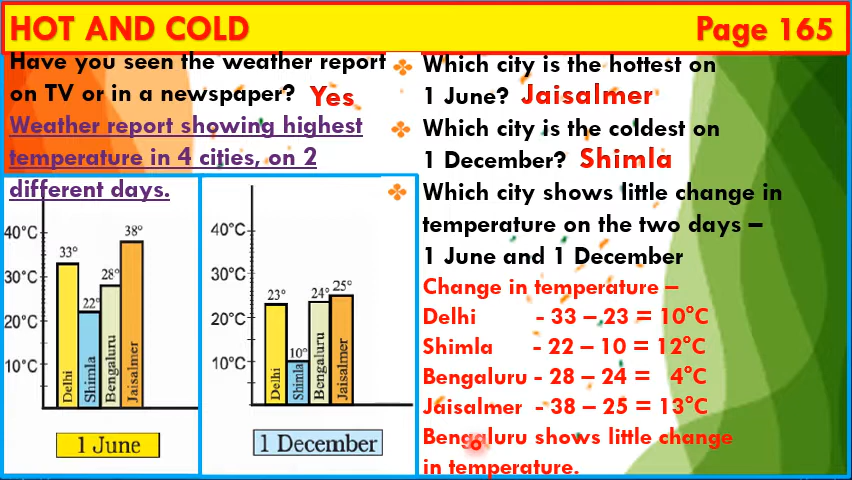 HOT AND COLD
Page 165
Have you seen the weather report
on TV or in a newspaper? Yes
Weather report showing highest
temperature in 4 cities, on 2
different days.
40°C
30°C
20°C
10°C
33°
22°
28°
38°
Delhi
Shimla
Bengaluru
Jaisalmer
1 June
40°C
30°C
20°C
10°C
23°
10°
24°
25°
Delhi
Shimla
Bengaluru
Jaisalmer
1 December
Which city is the hottest on
1 June? Jaisalmer
Which city is the coldest on
1 December? Shimla
Which city shows little change in
temperature on the two days –
1 June and 1 December
Change in temperature –
Delhi - 33 – 23 = 10°C
Shimla - 22 – 10 = 12°C
Bengaluru - 28 – 24 = 4°C
Jaisalmer - 38 – 25 = 13°C
Bengaluru shows little change
in temperature.